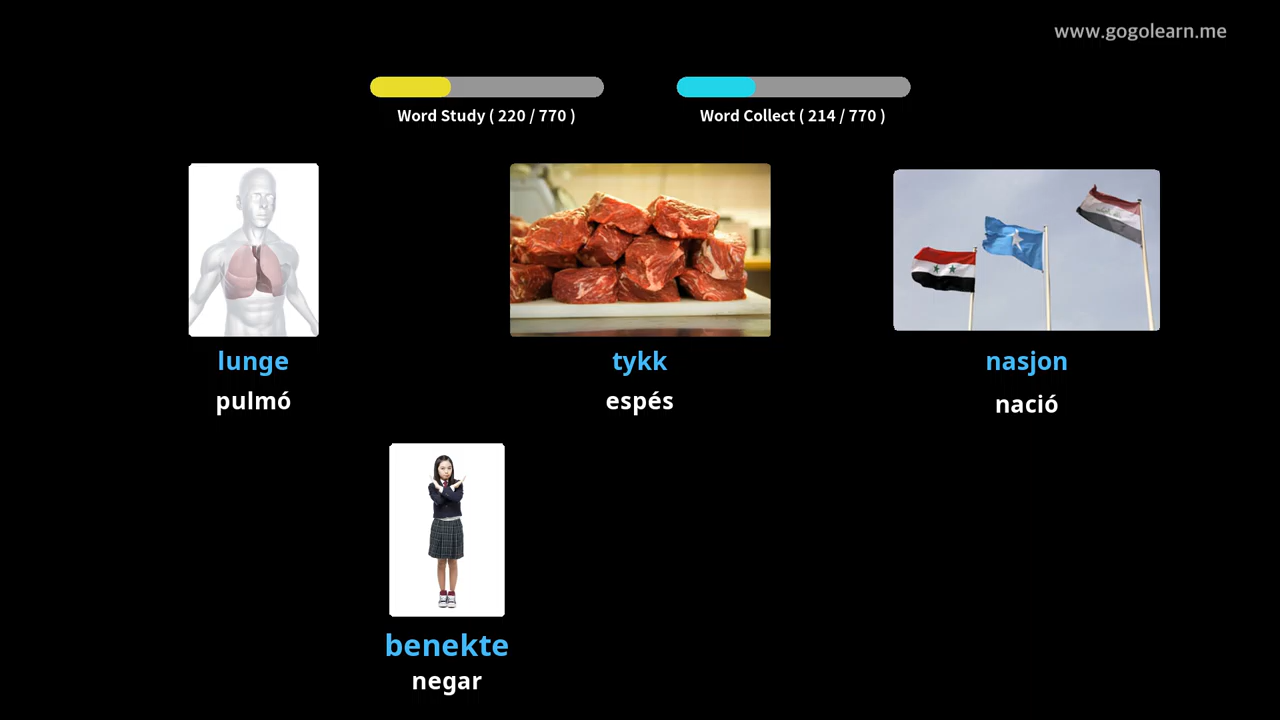 www.gogolearn.me
Word Study ( 220 / 770 )
Word Collect ( 214 / 770 )
lunge
pulmó
tykk
espés
nasjon
nació
benekte
negar